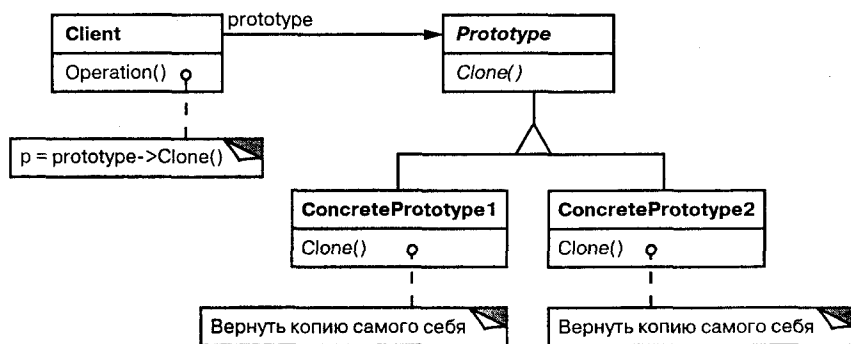 Client
prototype
Prototype
Operation()
Clone()
p = prototype->Clone()
ConcretePrototype1
ConcretePrototype2
Clone()
Clone()
Вернуть копию самого себя
Вернуть копию самого себя